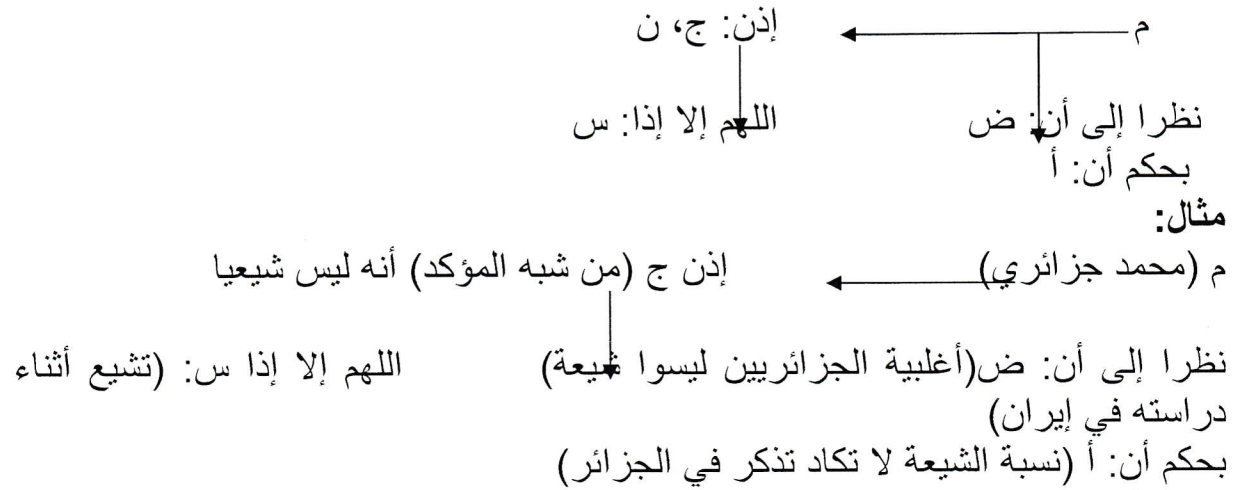 م إذن: ج، ن
نظرا إلى أن: ض اللهم إلا إذا: س
بحكم أن: أ
مثال:
م (محمد جزائري) إذن ج (من شبه المؤكد) أنه ليس شيعيا
نظرا إلى أن: ض(أغلبية الجزائريين ليسوا شيعة) اللهم إلا إذا س: (تشيع أثناء
دراسته في إيران)
بحكم أن: أ (نسبة الشيعة لا تكاد تذكر في الجزائر)